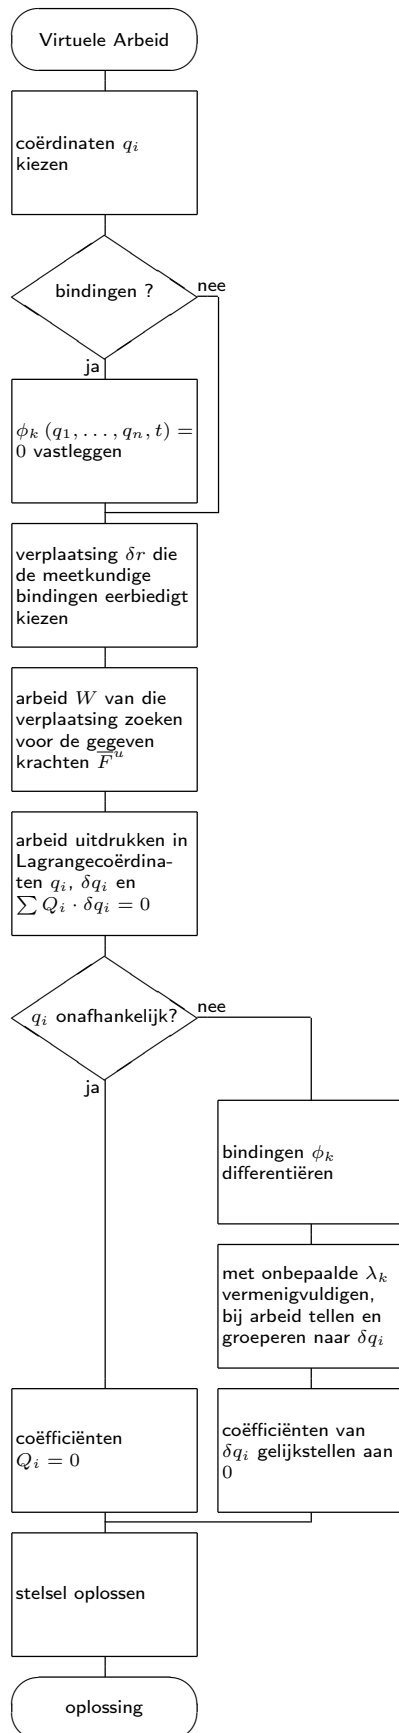 Virtuele Arbeid
coërdinaten $q_i$
kiezen
bindingen ?
nee
ja
$\phi_k (q_1, \ldots, q_n, t) =$
$0$ vastleggen
verplaatsing $\delta r$ die
de meetkundige
bindingen eerbiedigt
kiezen
arbeid $W$ van die
verplaatsing zoeken
voor de gegeven
krachten $\overline{F}^u$
arbeid uitdrukken in
Lagrangecoërdina-
ten $q_i$, $\delta q_i$ en
$\sum Q_i \cdot \delta q_i = 0$
$q_i$ onafhankelijk?
nee
ja
bindingen $\phi_k$
differentiëren
met onbepaalde $\lambda_k$
vermenigvuldigen,
bij arbeid tellen en
groeperen naar $\delta q_i$
coëfficiënten
$Q_i = 0$
coëfficiënten van
$\delta q_i$ gelijkstellen aan
0
stelsel oplossen
oplossing